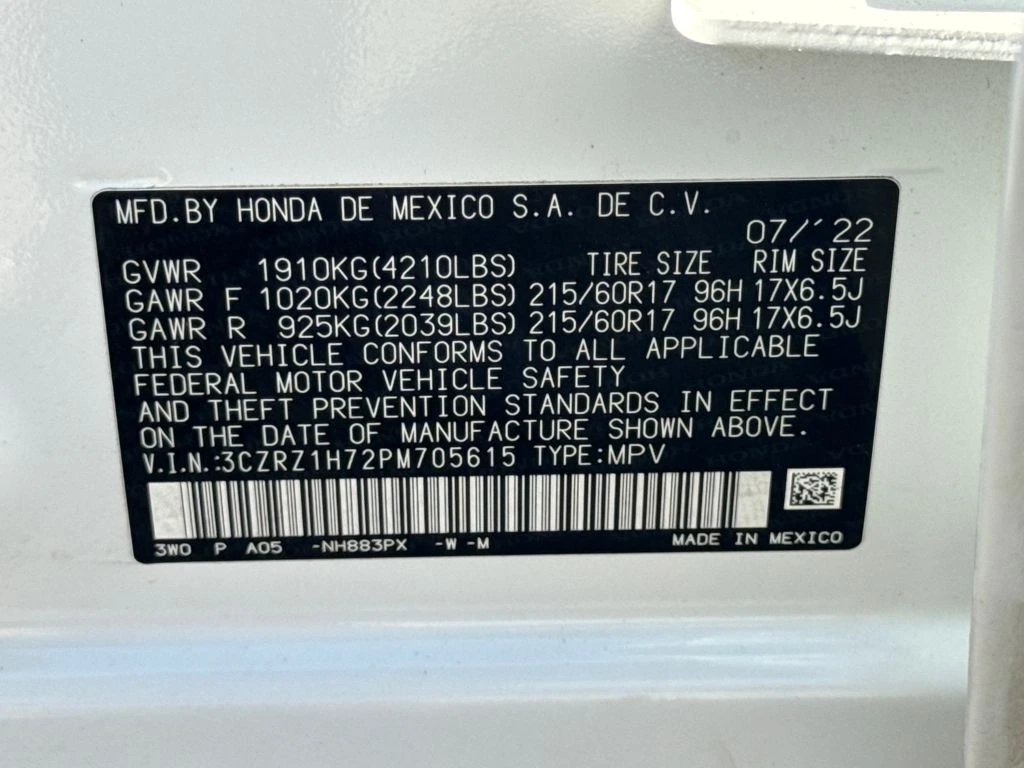 MFD.BY HONDA DE MEXICO S.A. DE C.V.
07/´22
GVWR 1910KG(4210LBS) TIRE SIZE RIM SIZE
GAWR F 1020KG(2248LBS) 215/60R17 96H 17X6.5J
GAWR R 925KG(2039LBS) 215/60R17 96H 17X6.5J
THIS VEHICLE CONFORMS TO ALL APPLICABLE
FEDERAL MOTOR VEHICLE SAFETY
AND THEFT PREVENTION STANDARDS IN EFFECT
ON THE DATE OF MANUFACTURE SHOWN ABOVE.
V.I.N.:3CZRZ1H72PM705615 TYPE:MPV
3W0 P A05 -NH883PX -W -M MADE IN MEXICO